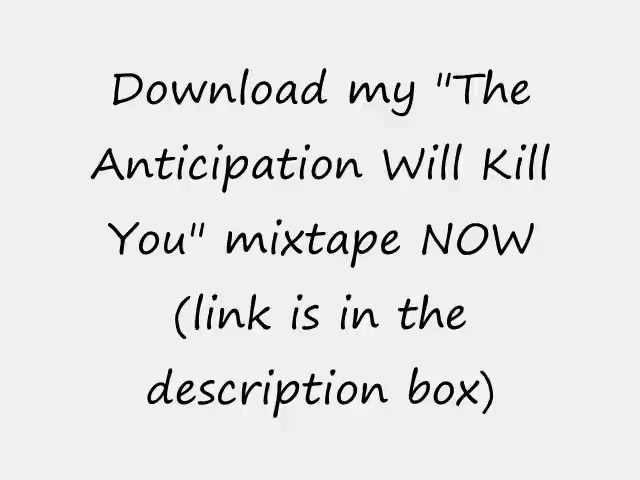 Download my "The
Anticipation Will Kill
You" mixtape NOW
(link is in the
description box)